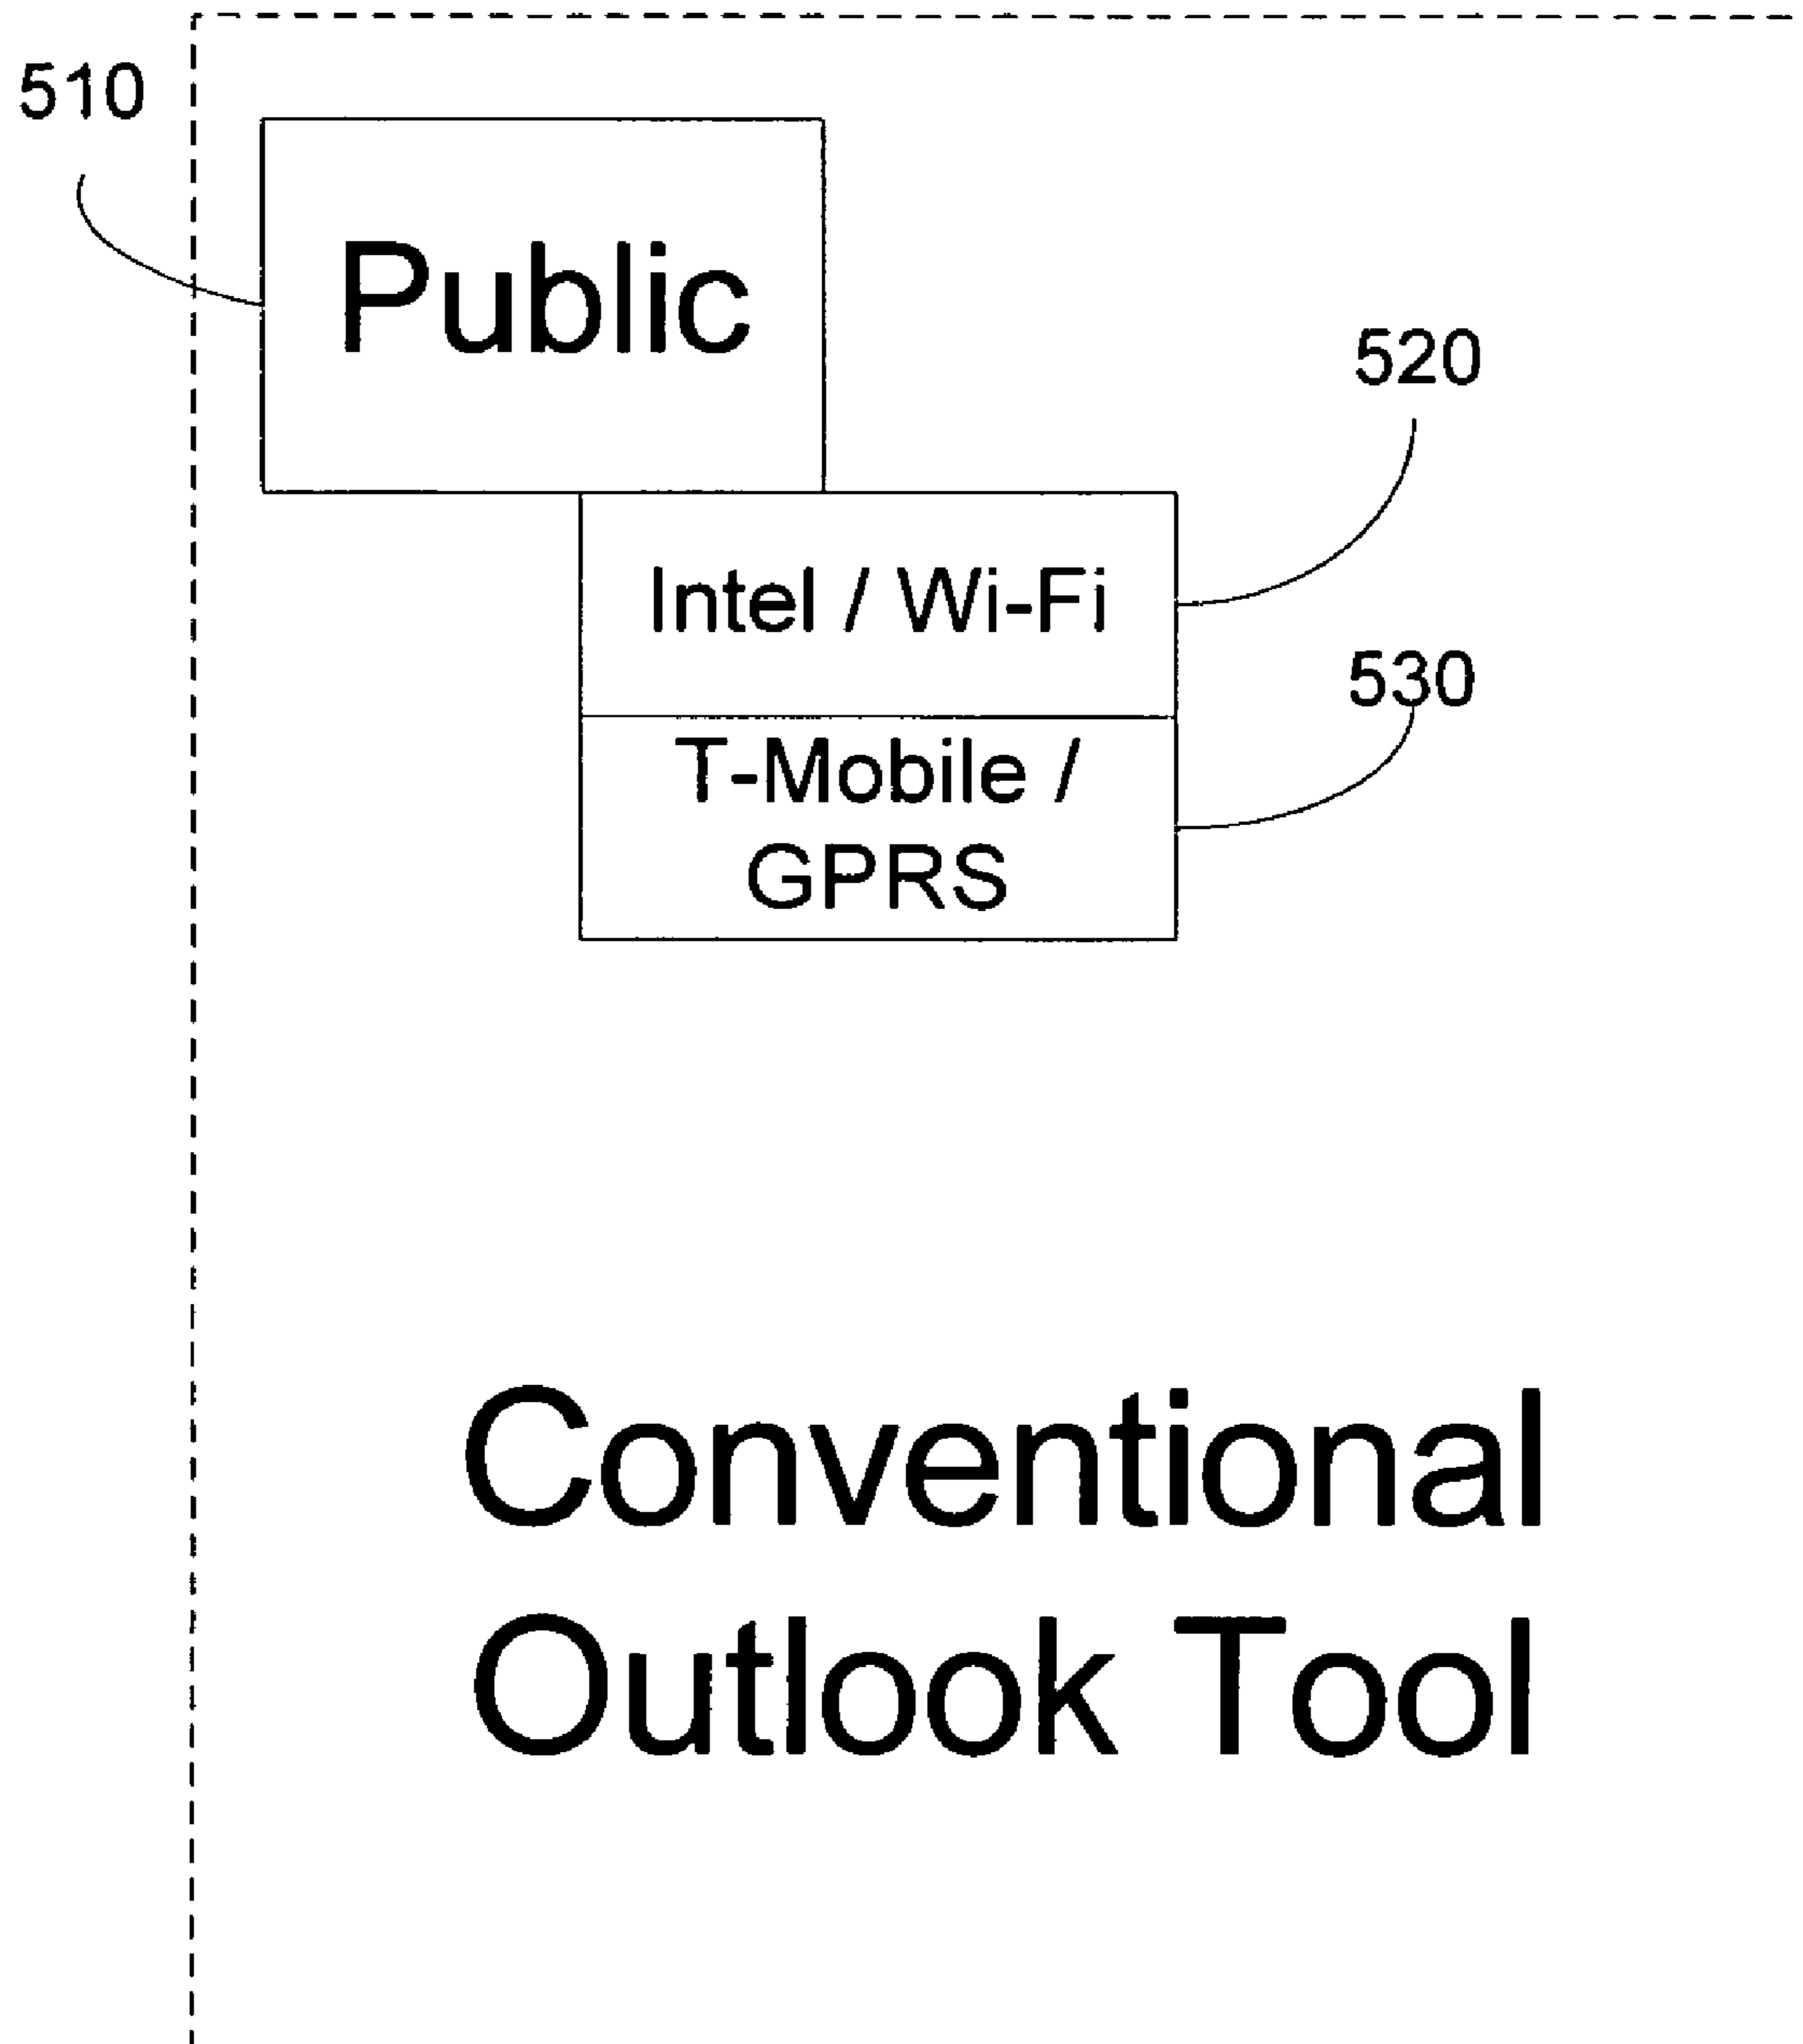 510
Public
520
Intel / Wi-Fi
530
T-Mobile /
GPRS
Conventional
Outlook Tool